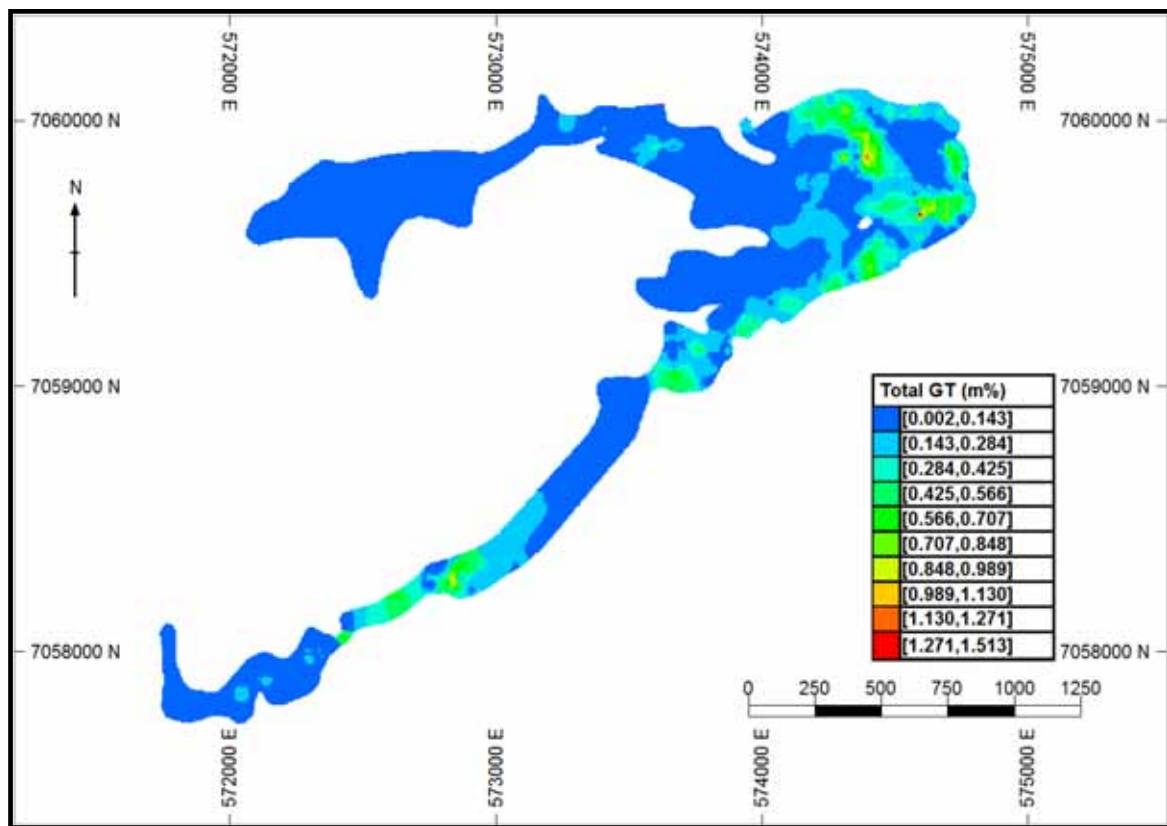 572000 E
573000 E
574000 E
575000 E
7060000 N
7060000 N
N
7059000 N
7059000 N
Total GT (m%)
[0.002,0.143]
[0.143,0.284]
[0.284,0.425]
[0.425,0.566]
[0.566,0.707]
[0.707,0.848]
[0.848,0.989]
[0.989,1.130]
[1.130,1.271]
[1.271,1.513]
7058000 N
7058000 N
0 250 500 750 1000 1250
572000 E
573000 E
574000 E
575000 E